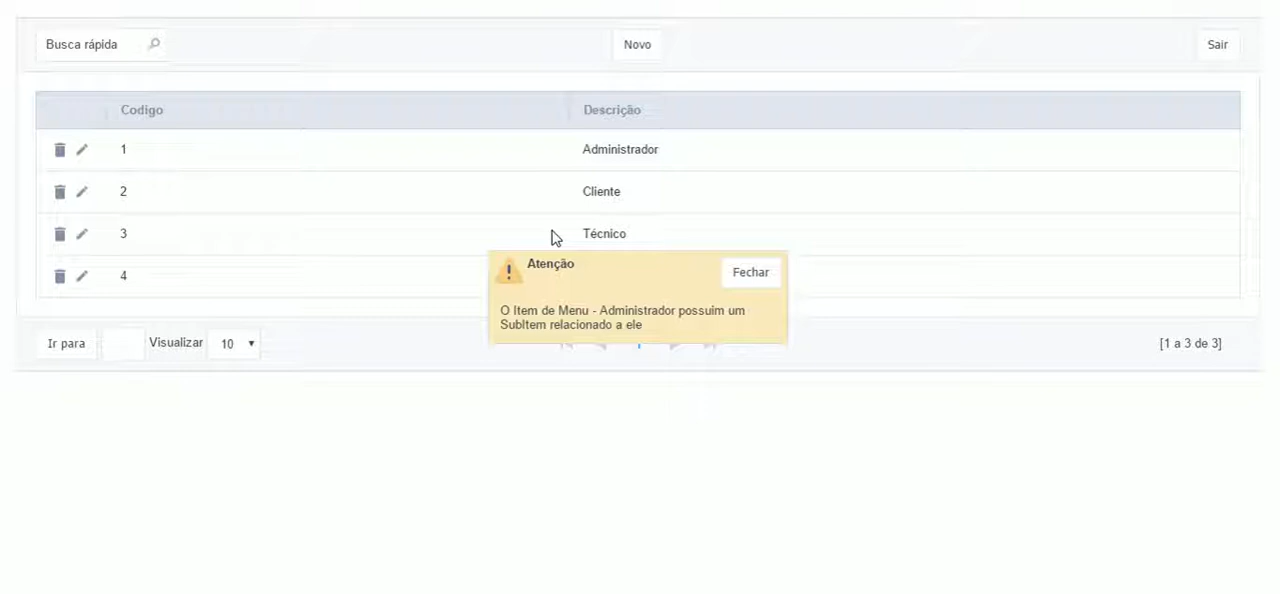 Busca rápida
Novo
Sair
Codigo Descrição
1 Administrador
2 Cliente
3 Técnico
4
Atenção
Fechar
O Item de Menu - Administrador possuim um
SubItem relacionado a ele
Ir para Visualizar 10 [1 a 3 de 3]